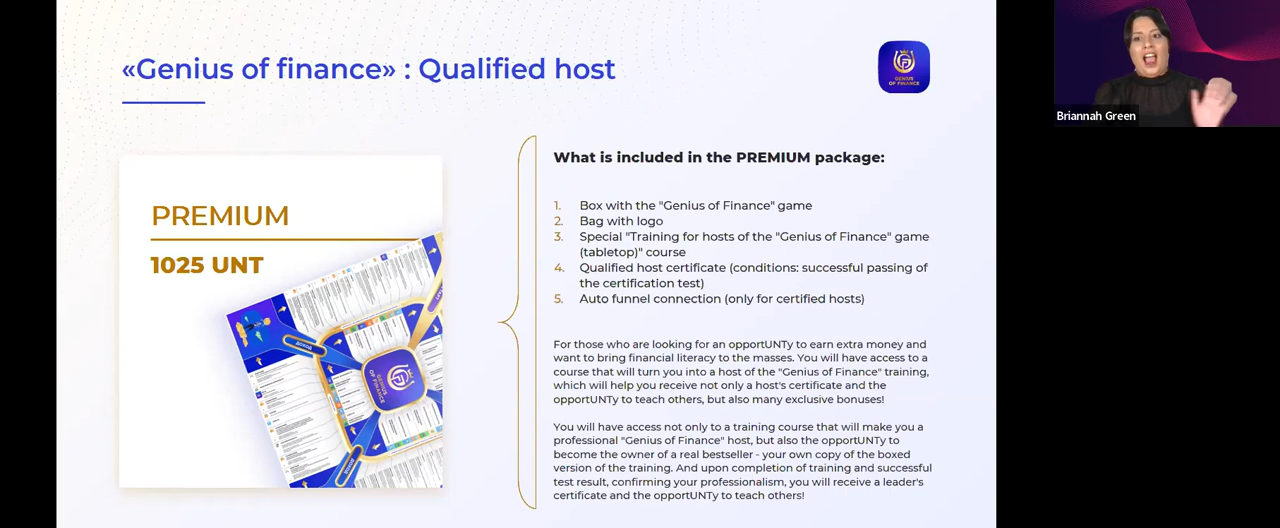 «Genius of finance» : Qualified host
GENIUS
OF FINANCE
Briannah Green
PREMIUM
1025 UNT
GENIUS
OF FINANCE
What is included in the PREMIUM package:
1. Box with the "Genius of Finance" game
2. Bag with logo
3. Special "Training for hosts of the "Genius of Finance" game
(tabletop)" course
4. Qualified host certificate (conditions: successful passing of
the certification test)
5. Auto funnel connection (only for certified hosts)
For those who are looking for an opportUNTy to earn extra money and
want to bring financial literacy to the masses. You will have access to a
course that will turn you into a host of the "Genius of Finance" training,
which will help you receive not only a host's certificate and the
opportUNTy to teach others, but also many exclusive bonuses!
You will have access not only to a training course that will make you a
professional "Genius of Finance" host, but also the opportUNTy to
become the owner of a real bestseller - your own copy of the boxed
version of the training. And upon completion of training and successful
test result, confirming your professionalism, you will receive a leader's
certificate and the opportUNTy to teach others!